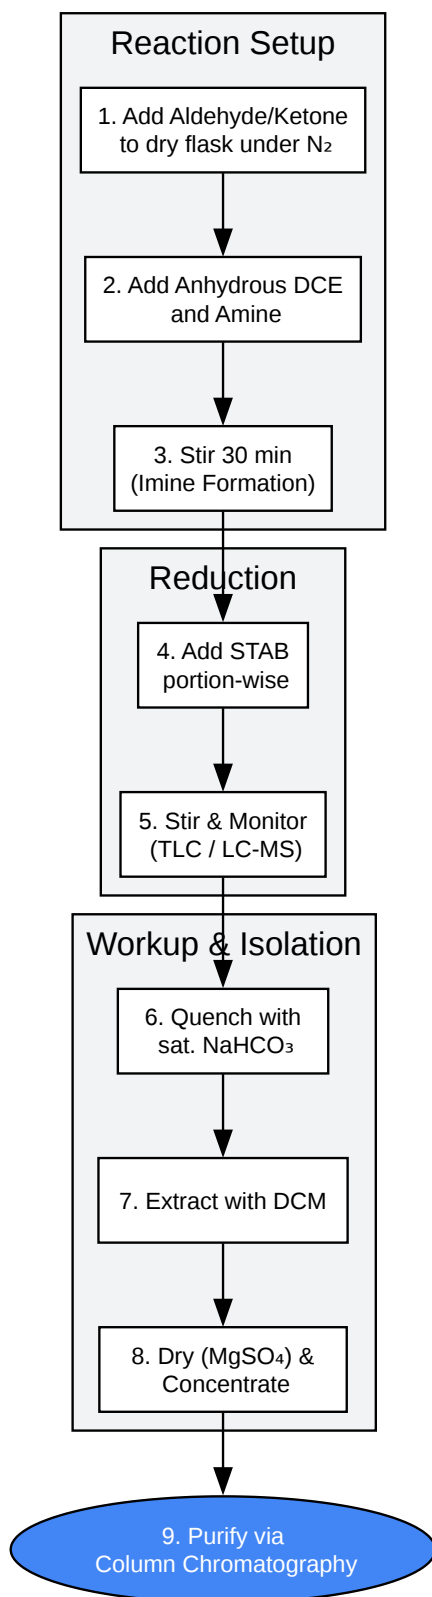 Reaction Setup
1. Add Aldehyde/Ketone
to dry flask under N₂
2. Add Anhydrous DCE
and Amine
3. Stir 30 min
(Imine Formation)
Reduction
4. Add STAB
portion-wise
5. Stir & Monitor
(TLC / LC-MS)
Workup & Isolation
6. Quench with
sat. NaHCO₃
7. Extract with DCM
8. Dry (MgSO₄) &
Concentrate
9. Purify via
Column Chromatography